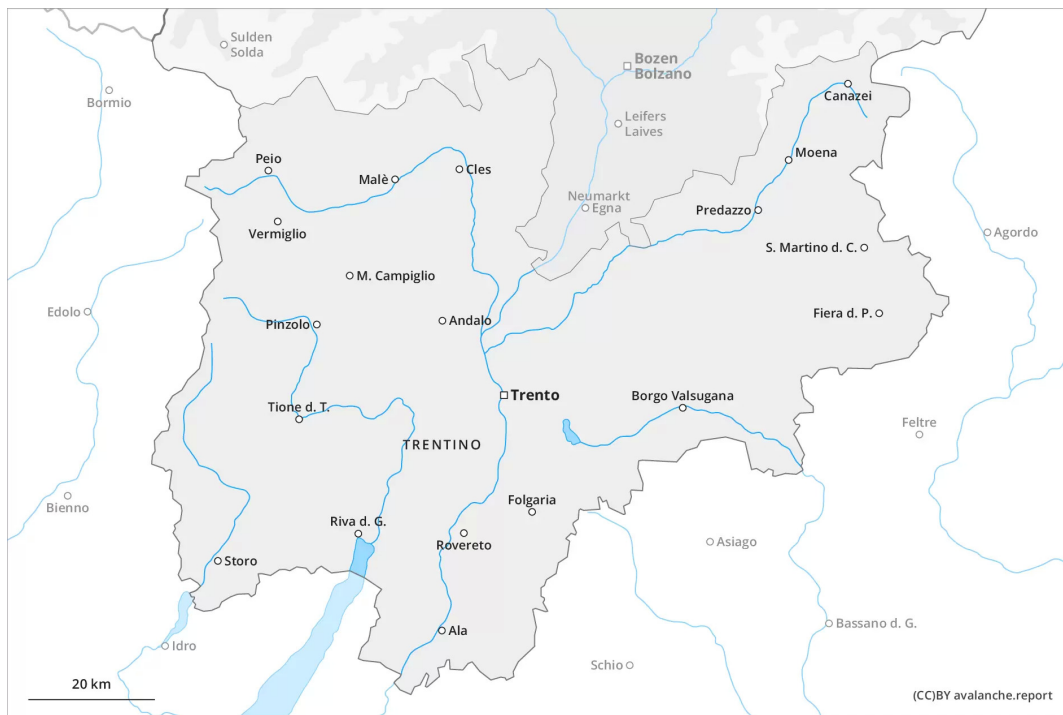 Sulden
Solda
Bozen
Bolzano
Bormio
Canazei
Leifers
Laives
Moena
Peio
Malè
Cles
Neumarkt
Egna
Predazzo
Vermiglio
Agordo
S. Martino d. C.
M. Campiglio
Edolo
Pinzolo
Andalo
Fiera d. P.
Trento
Borgo Valsugana
Tione d. T.
Feltre
TRENTINO
Bienno
Folgaria
Riva d. G.
Rovereto
Asiago
Storo
Bassano d. G.
Ala
Idro
Schio
20 km
(CC)BY avalanche.report